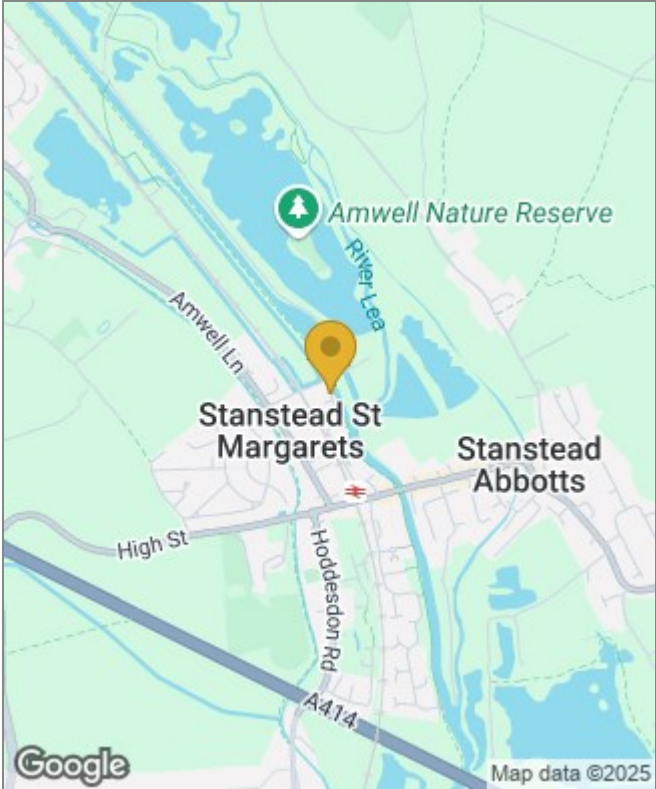 Amwell Nature Reserve
River Lea
Amwell Ln
Stanstead St
Margarets
Stanstead
Abbotts
High St
Hoddesdon Rd
A414
Google
Map data ©2025